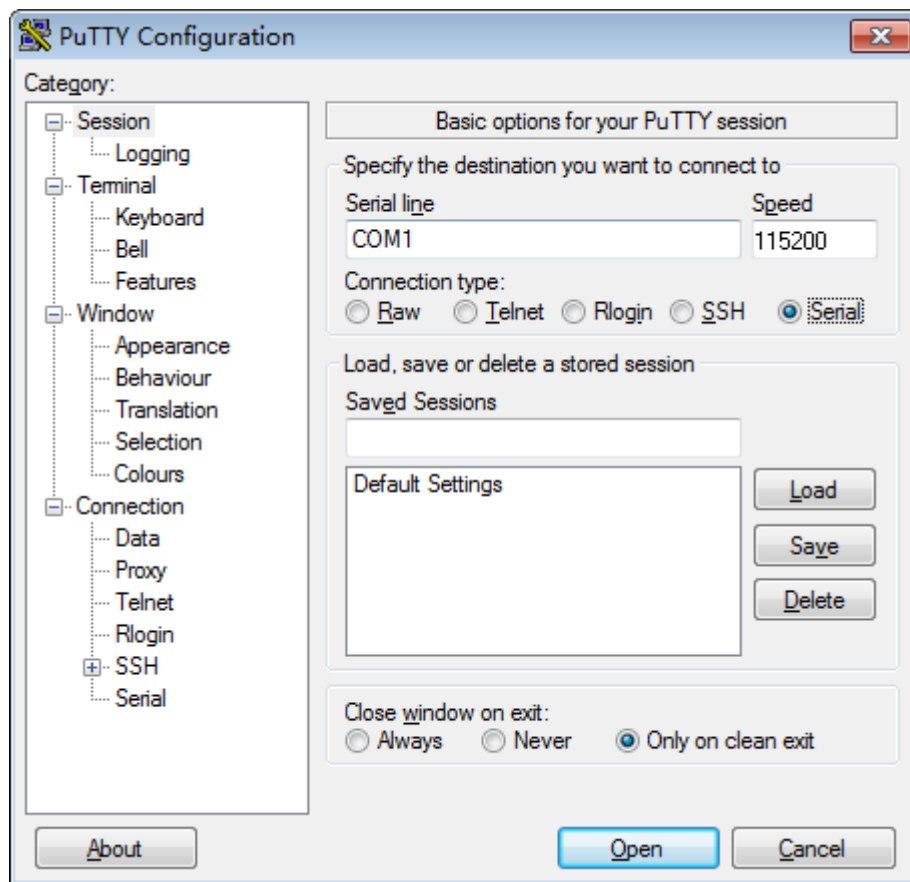 PuTTY Configuration
Category:
Session
Logging
Terminal
Keyboard
Bell
Features
Window
Appearance
Behaviour
Translation
Selection
Colours
Connection
Data
Proxy
Telnet
Rlogin
SSH
Serial
Basic options for your PuTTY session
Specify the destination you want to connect to
Serial line Speed
COM1 115200
Connection type:
Raw Telnet Rlogin SSH Serial
Load, save or delete a stored session
Saved Sessions
Default Settings
Load
Save
Delete
Close window on exit:
Always Never Only on clean exit
About Open Cancel